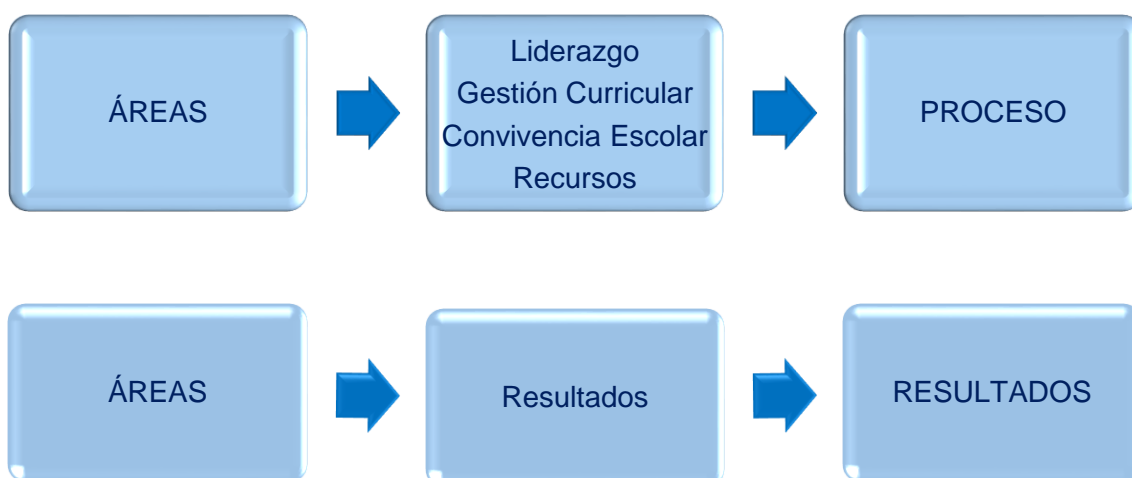 ÁREAS
Liderazgo
Gestión Curricular
Convivencia Escolar
Recursos
PROCESO
ÁREAS
Resultados
RESULTADOS